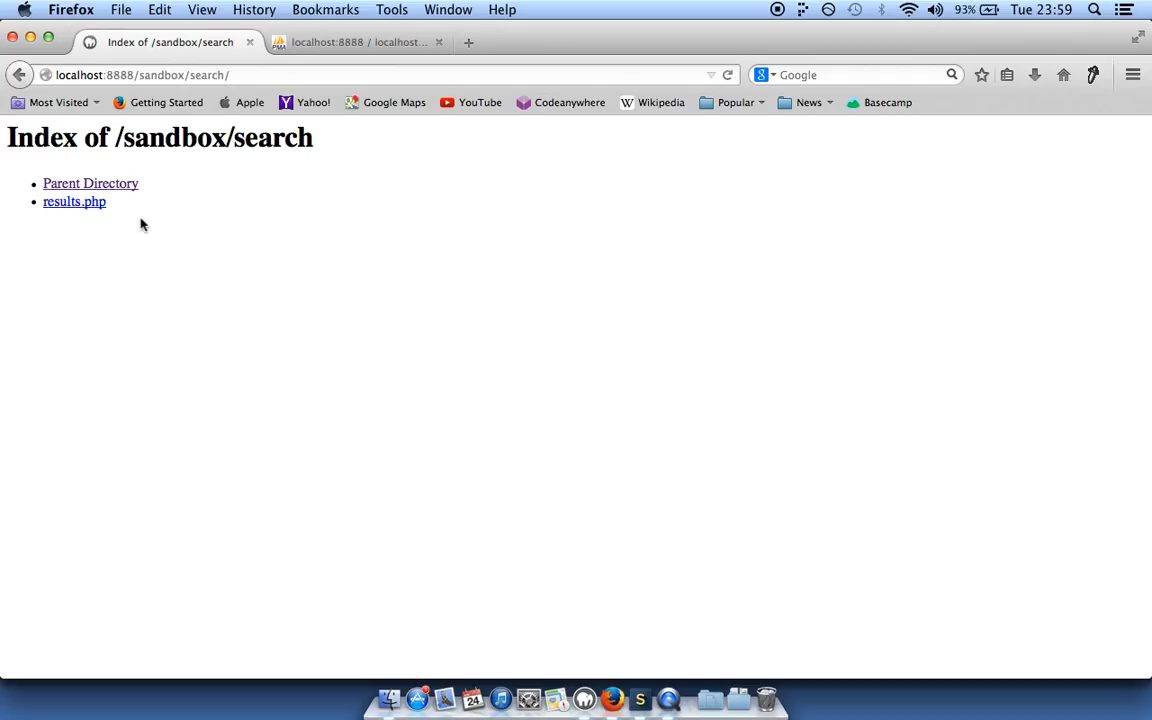 Firefox File Edit View History Bookmarks Tools Window Help 93% Tue 23:59
Index of /sandbox/search localhost:8888 / localhost...
localhost:8888/sandbox/search/ Google
Most Visited Getting Started Apple Yahoo! Google Maps YouTube Codeanywhere Wikipedia Popular News Basecamp
Index of /sandbox/search
Parent Directory
results.php